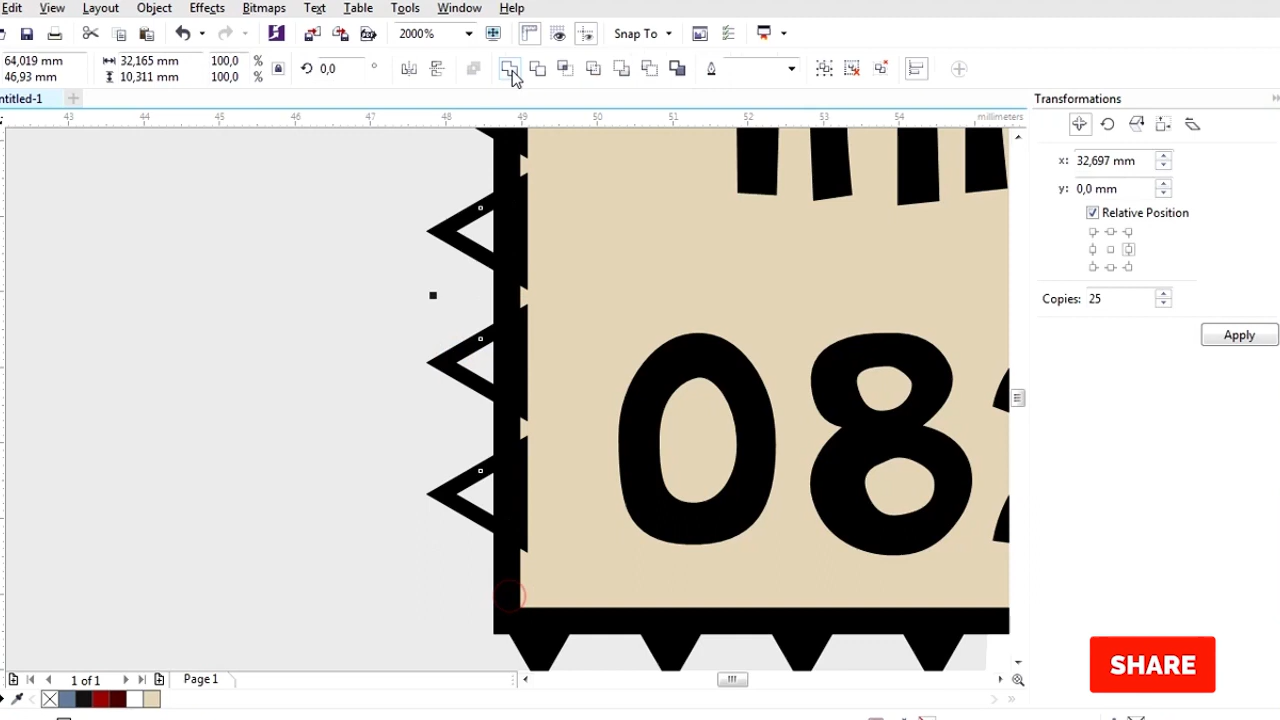 Edit View Layout Object Effects Bitmaps Text Table Tools Window Help
2000% Snap To
64,019 mm 32,165 mm 100,0 % 0,0 °
46,93 mm 10,311 mm 100,0 %
ntitled-1 Transformations
43 44 45 46 47 48 49 50 51 52 53 54 millimeters
x: 32,697 mm
y: 0,0 mm
Relative Position
Copies: 25
Apply
08
SHARE
1 of 1 Page 1